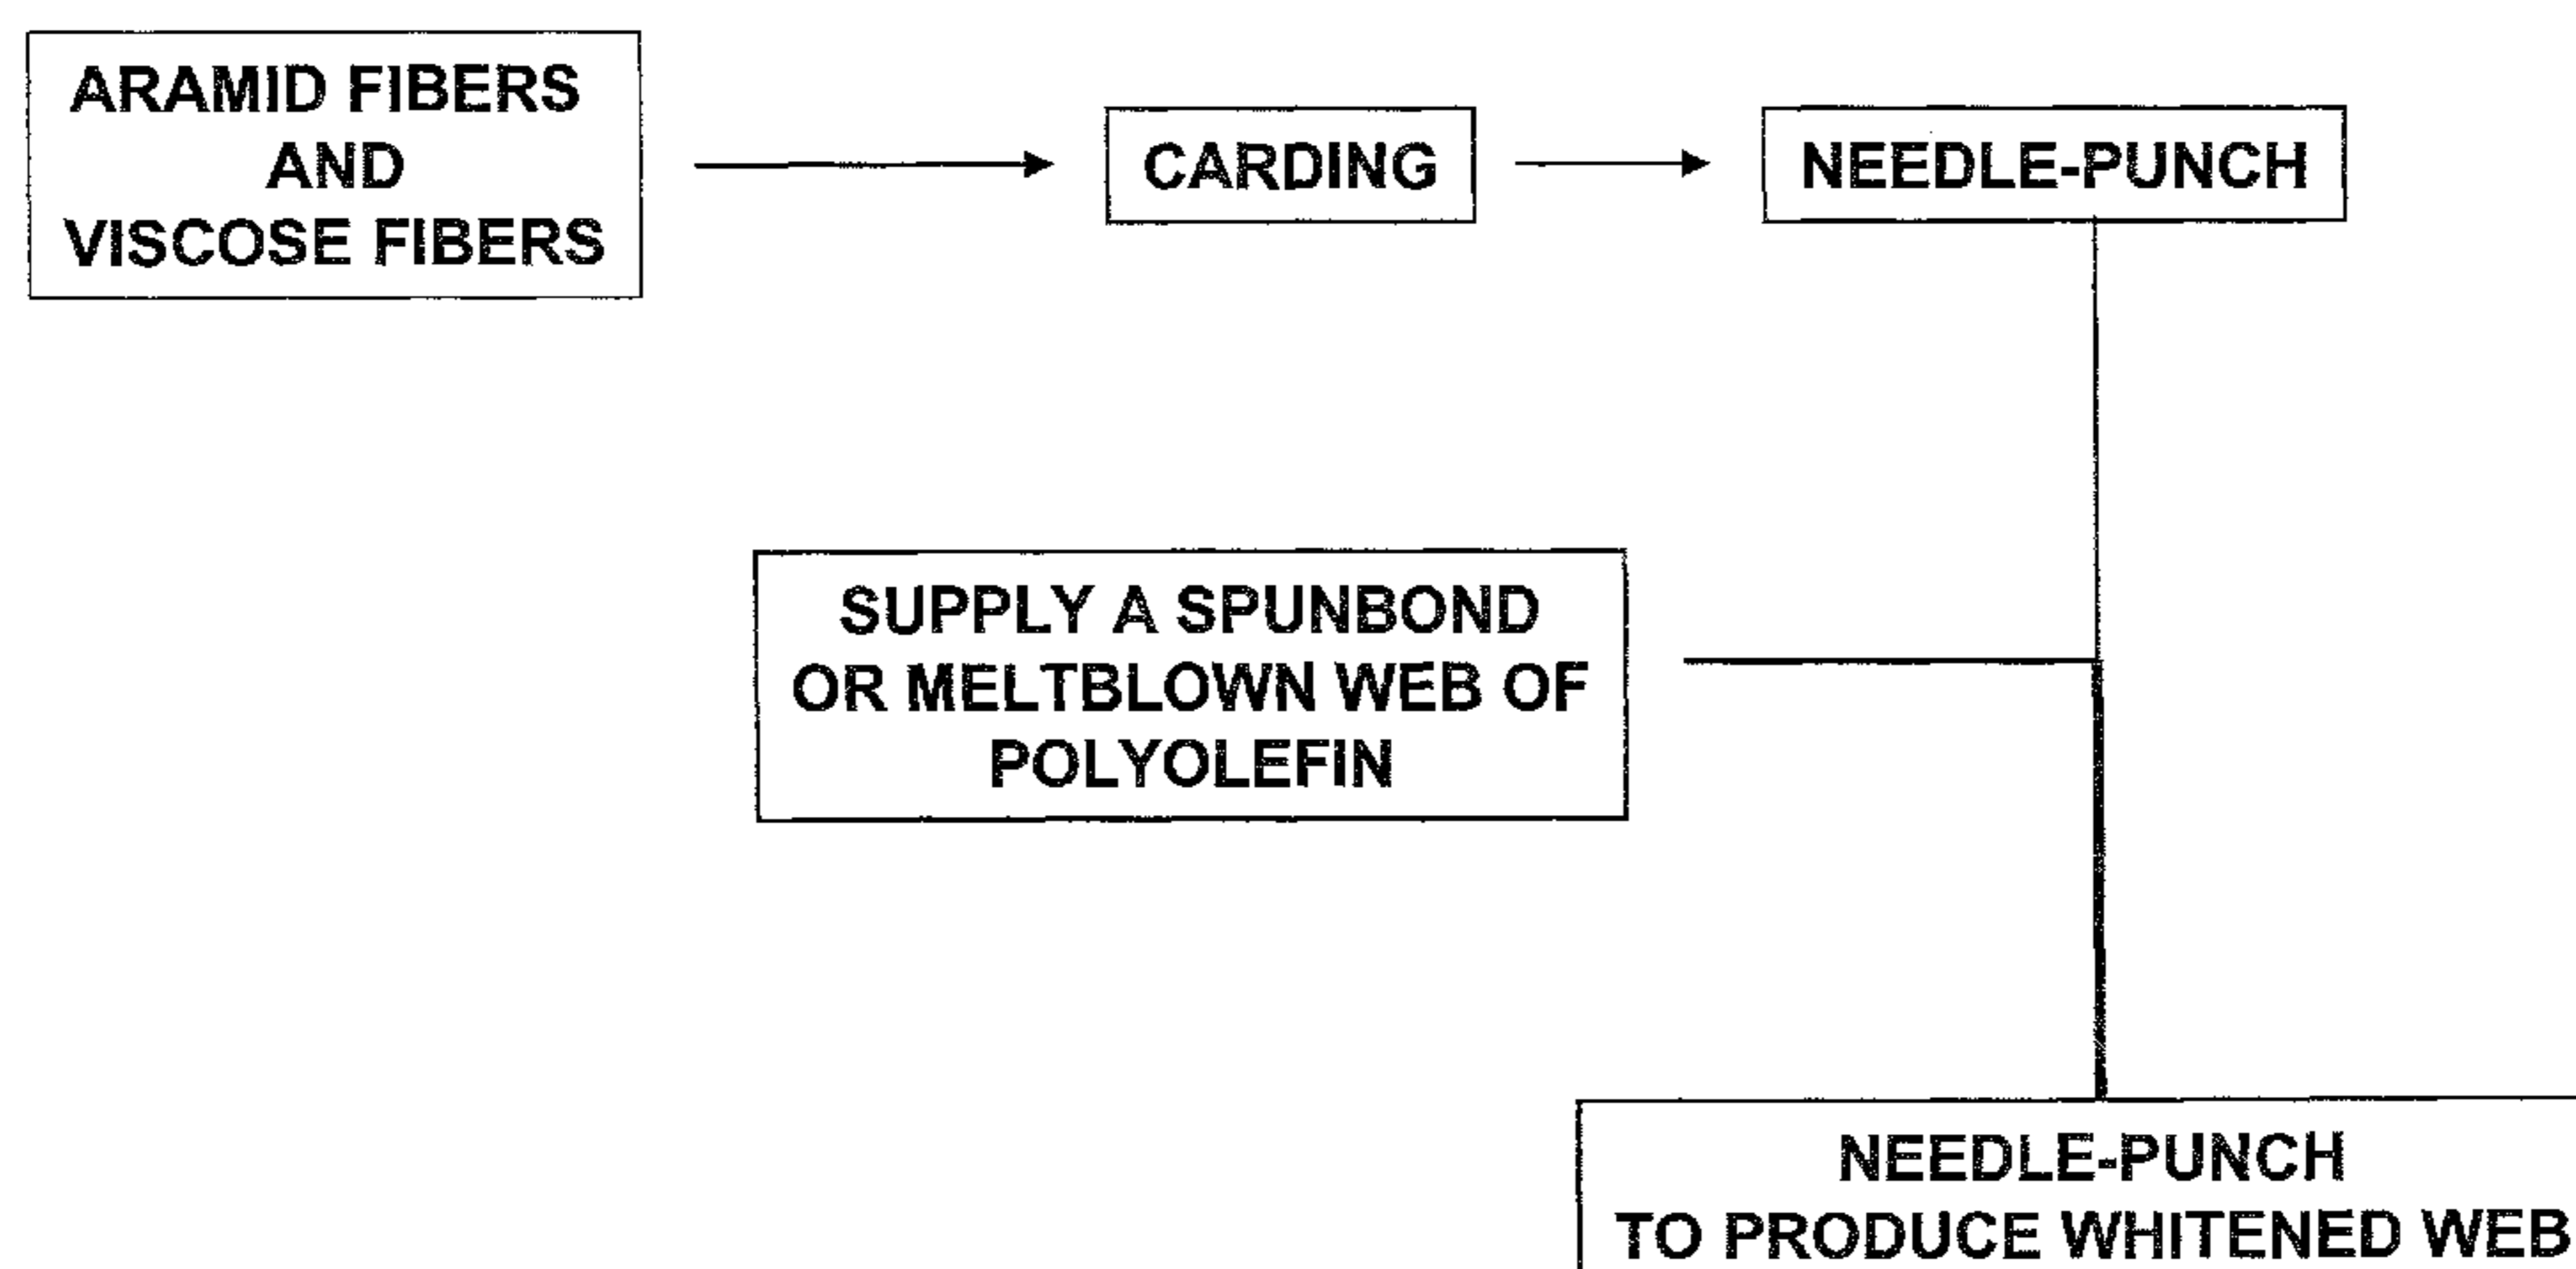 ARAMID FIBERS
AND
VISCOSE FIBERS
CARDING
NEEDLE-PUNCH
SUPPLY A SPUNBOND
OR MELTBLOWN WEB OF
POLYOLEFIN
NEEDLE-PUNCH
TO PRODUCE WHITENED WEB